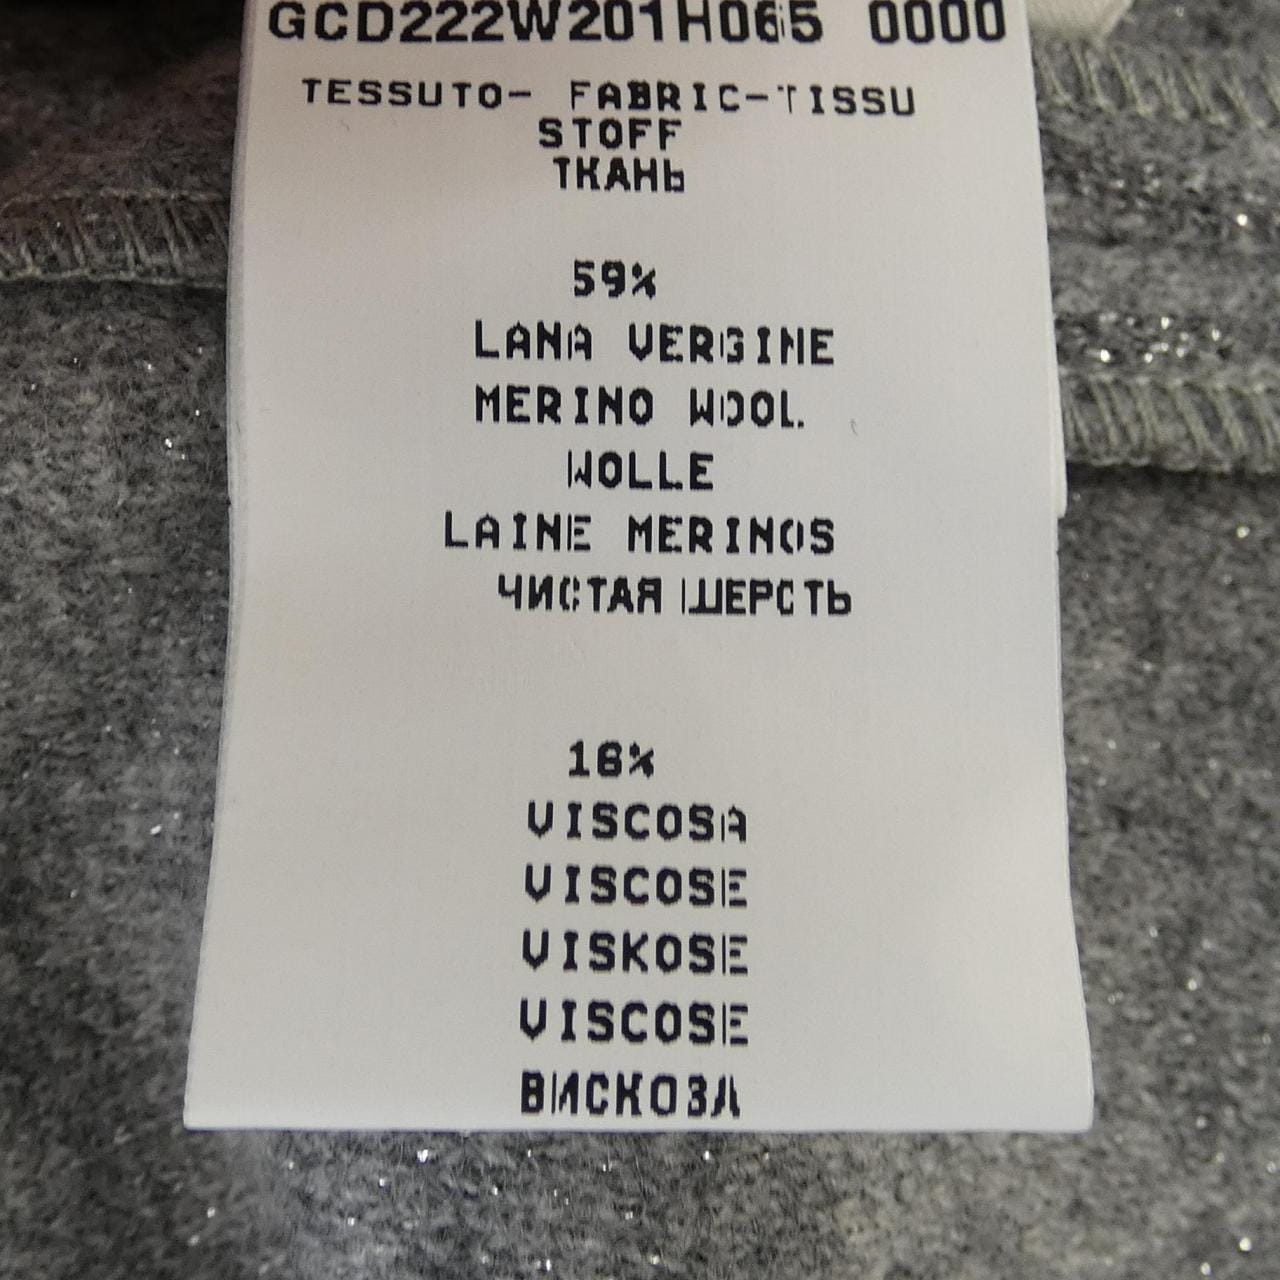 GCD222W201H065 0000
TESSUTO- FABRIC-TISSU
STOFF
ТКАНЬ
59%
LANA VERGINE
MERINO WOOL
WOLLE
LAINE MERINOS
ЧИСТАЯ ШЕРСТЬ
VISCOSA
VISCOSE
VISKOSE
VISCOSE
ВИСКОЗА